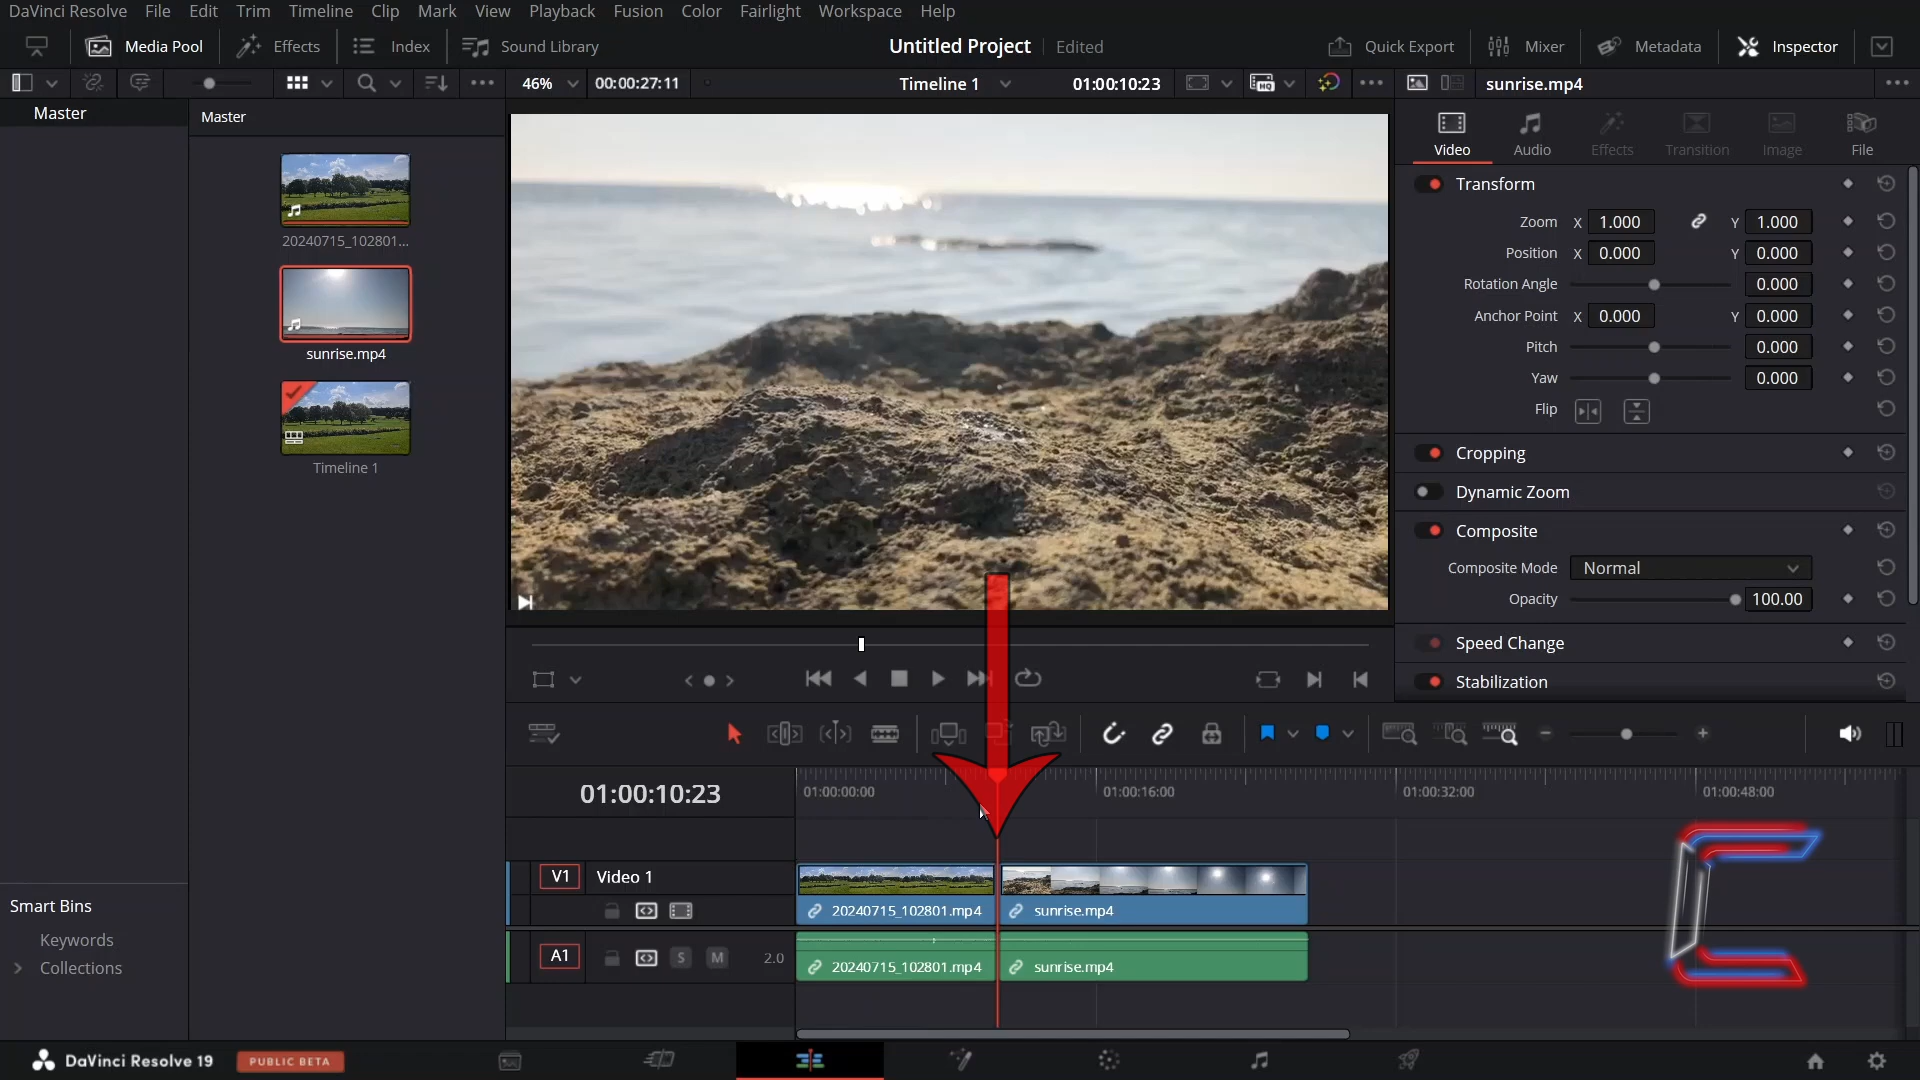 DaVinci Resolve File Edit Trim Timeline Clip Mark View Playback Fusion Color Fairlight Workspace Help
Media Pool Effects Index Sound Library Untitled Project Edited Quick Export Mixer Metadata Inspector
46% 00:00:27:11 Timeline 1 01:00:10:23 HQ sunrise.mp4
Master
Master
20240715_102801...
sunrise.mp4
Timeline 1
Video Audio Effects Transition Image File
Transform
Zoom X 1.000 Y 1.000
Position X 0.000 Y 0.000
Rotation Angle 0.000
Anchor Point X 0.000 Y 0.000
Pitch 0.000
Yaw 0.000
Flip
Cropping
Dynamic Zoom
Composite
Composite Mode Normal
Opacity 100.00
Speed Change
Stabilization
01:00:10:23
01:00:00:00 01:00:16:00 01:00:32:00 01:00:48:00
V1 Video 1
20240715_102801.mp4 sunrise.mp4
A1 S M 2.0
20240715_102801.mp4 sunrise.mp4
Smart Bins
Keywords
Collections
DaVinci Resolve 19 PUBLIC BETA